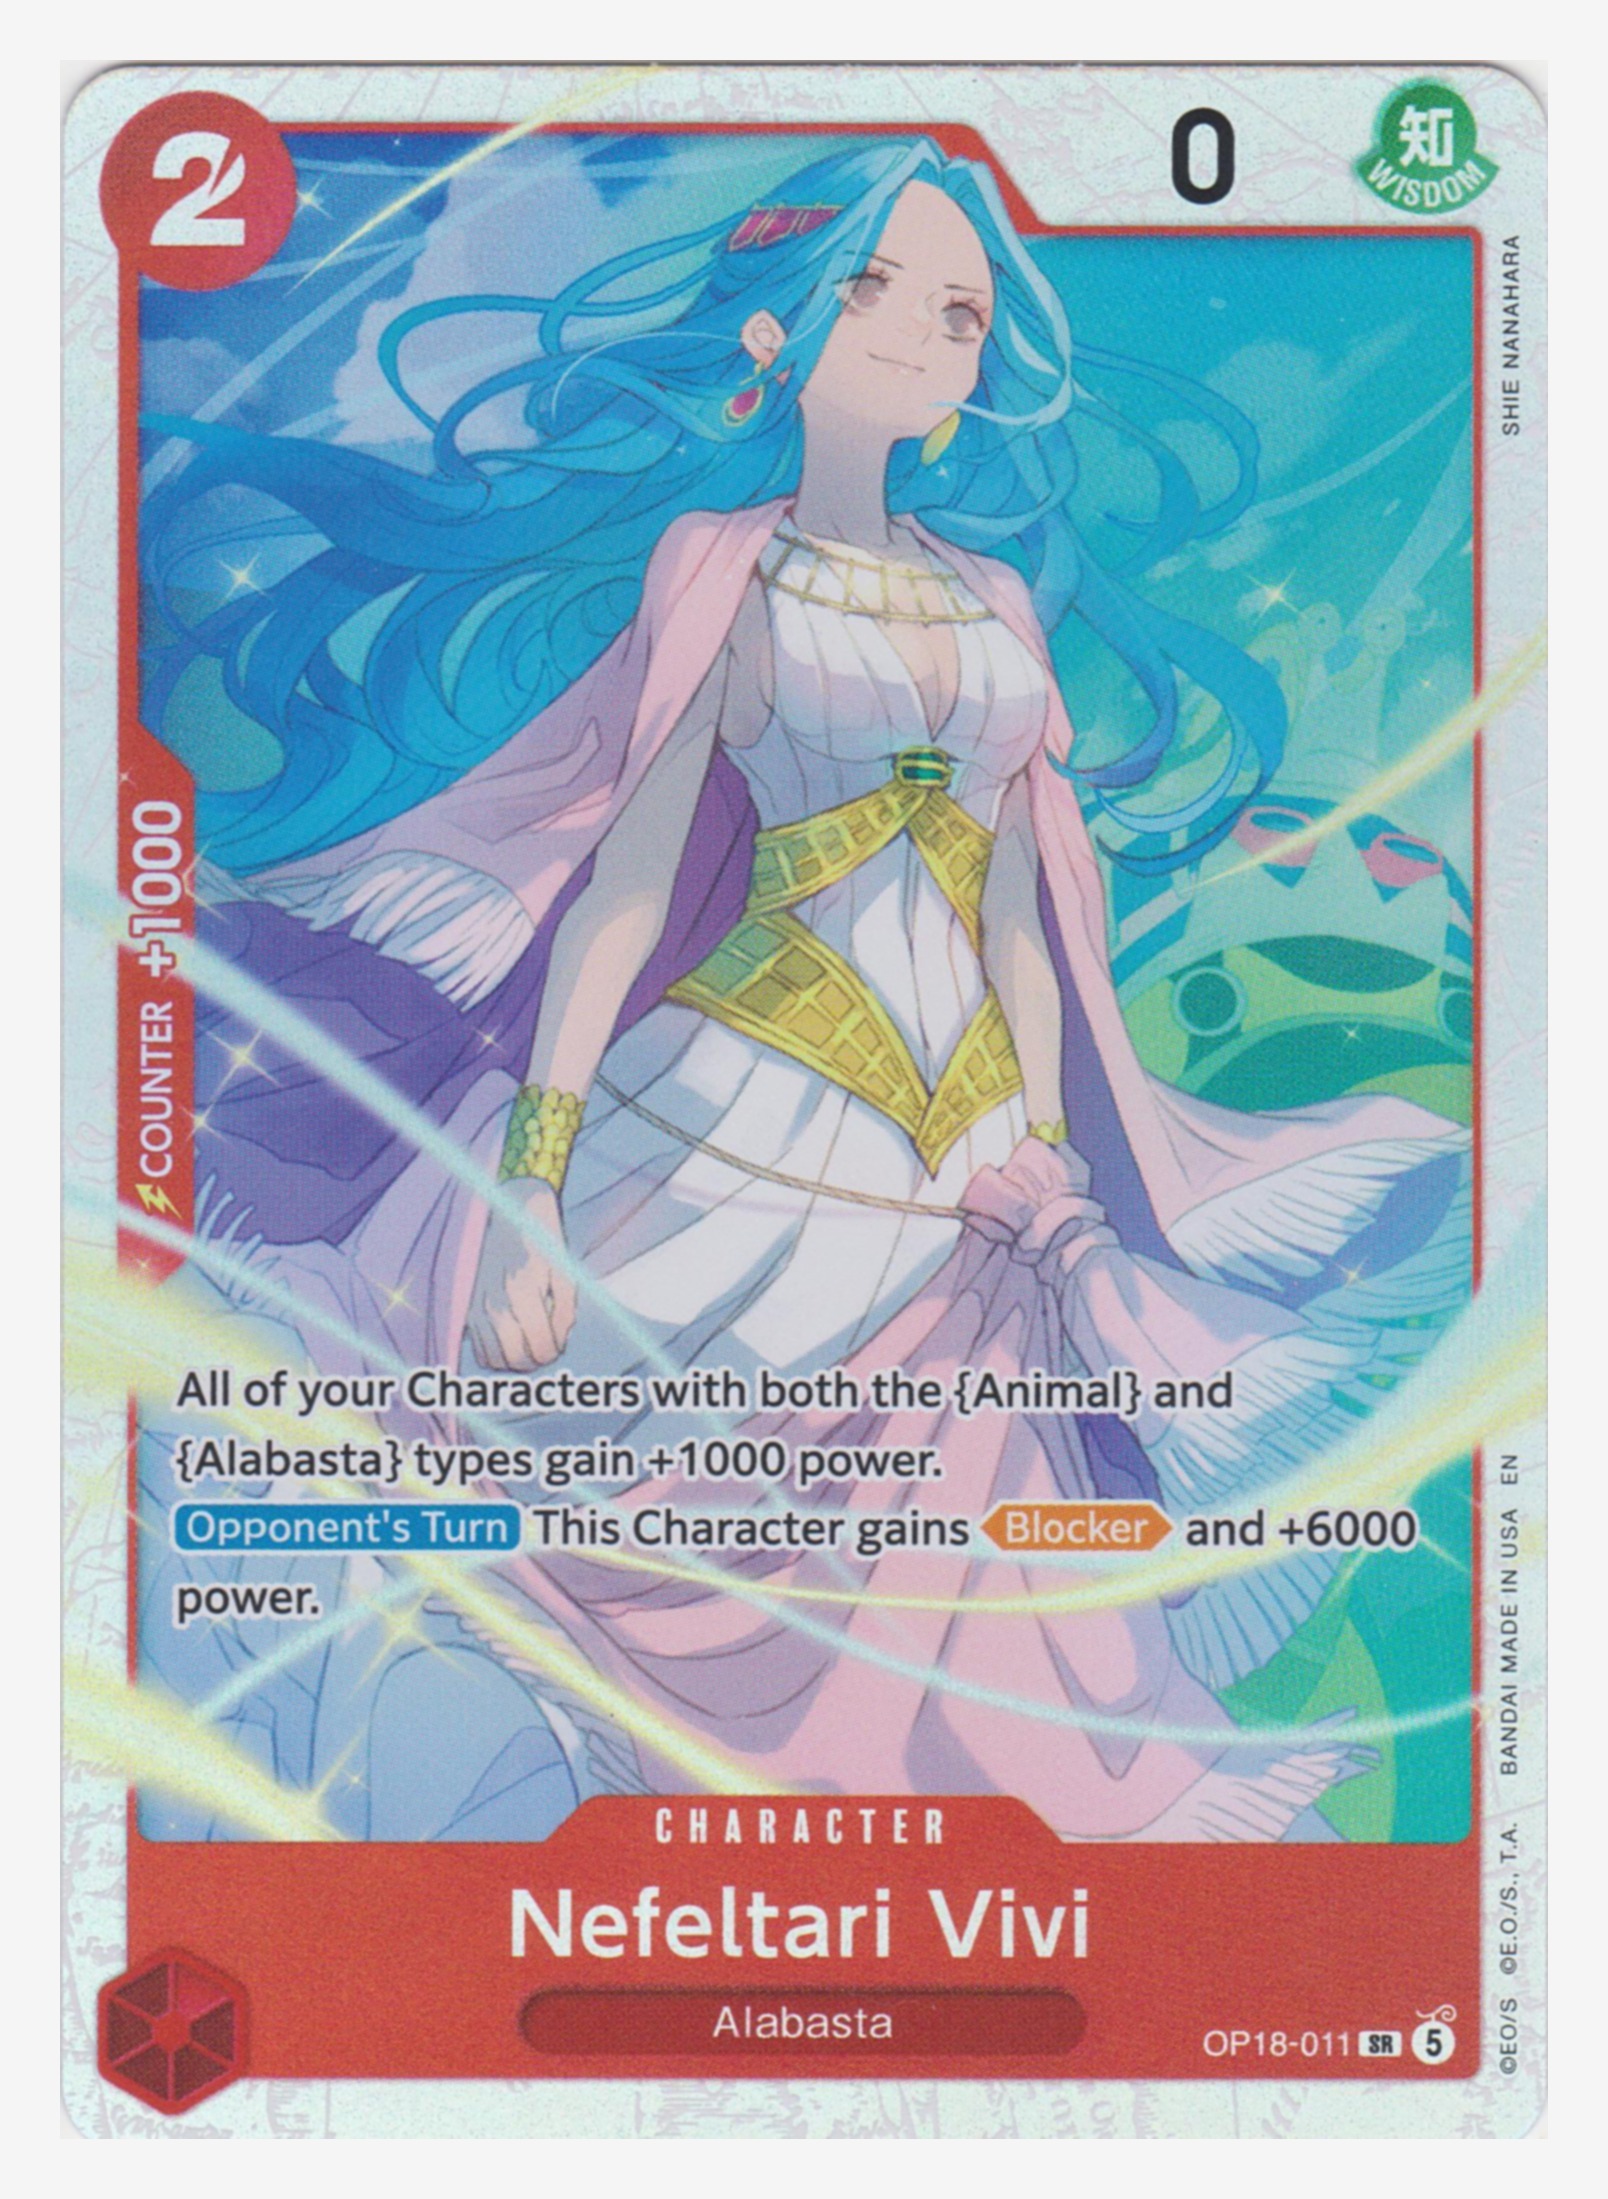 2
0
知
WISDOM
SHIE NANAHARA
COUNTER +1000
All of your Characters with both the {Animal} and
{Alabasta} types gain +1000 power.
Opponent's Turn This Character gains Blocker and +6000
power.
CHARACTER
Nefeltari Vivi
Alabasta
OP18-011 SR 5
©EO/S ©E.O./S., T.A. BANDAI MADE IN USA EN